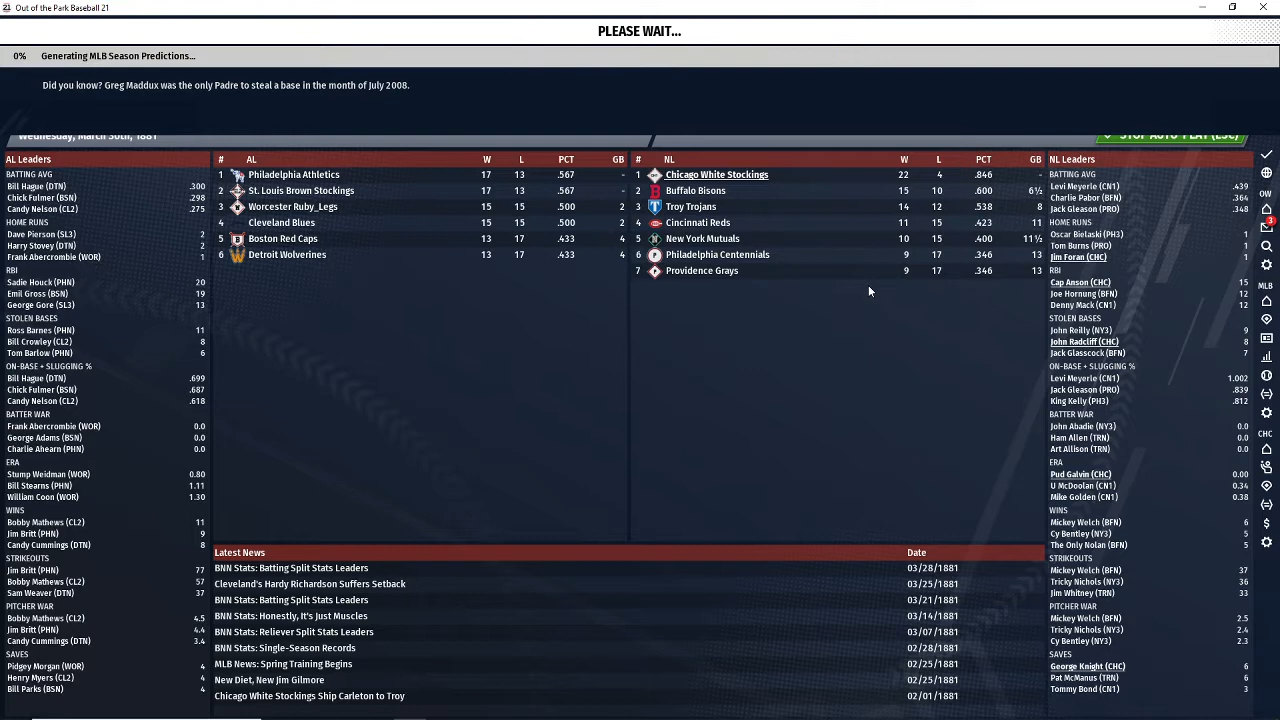 Out of the Park Baseball 21
PLEASE WAIT...
0% Generating MLB Season Predictions...
Did you know? Greg Maddux was the only Padre to steal a base in the month of July 2008.
Wednesday, March 30th, 1881
STOP AUTO-PLAY (ESC)
AL Leaders
BATTING AVG
Bill Hague (DTN) .300
Chick Fulmer (BSN) .298
Candy Nelson (CL2) .275
HOME RUNS
Dave Pierson (SL3) 2
Harry Stovey (DTN) 2
Frank Abercrombie (WOR) 1
RBI
Sadie Houck (PHN) 20
Emil Gross (BSN) 19
George Gore (SL3) 13
STOLEN BASES
Ross Barnes (PHN) 11
Bill Crowley (CL2) 8
Tom Barlow (PHN) 6
ON-BASE + SLUGGING %
Bill Hague (DTN) .699
Chick Fulmer (BSN) .687
Candy Nelson (CL2) .618
BATTER WAR
Frank Abercrombie (WOR) 0.0
George Adams (BSN) 0.0
Charlie Ahearn (PHN) 0.0
ERA
Stump Weidman (WOR) 0.80
Bill Stearns (PHN) 1.11
William Coon (WOR) 1.30
WINS
Bobby Mathews (CL2) 11
Jim Britt (PHN) 9
Candy Cummings (DTN) 8
STRIKEOUTS
Jim Britt (PHN) 77
Bobby Mathews (CL2) 57
Sam Weaver (DTN) 37
PITCHER WAR
Bobby Mathews (CL2) 4.5
Jim Britt (PHN) 4.4
Candy Cummings (DTN) 3.4
SAVES
Pidgey Morgan (WOR) 4
Henry Myers (CL2) 4
Bill Parks (BSN) 4
# AL W L PCT GB
1 Philadelphia Athletics 17 13 .567 -
2 St. Louis Brown Stockings 17 13 .567 -
3 Worcester Ruby_Legs 15 15 .500 2
4 Cleveland Blues 15 15 .500 2
5 Boston Red Caps 13 17 .433 4
6 Detroit Wolverines 13 17 .433 4
# NL W L PCT GB
1 Chicago White Stockings 22 4 .846 -
2 Buffalo Bisons 15 10 .600 6½
3 Troy Trojans 14 12 .538 8
4 Cincinnati Reds 11 15 .423 11
5 New York Mutuals 10 15 .400 11½
6 Philadelphia Centennials 9 17 .346 13
7 Providence Grays 9 17 .346 13
Latest News Date
BNN Stats: Batting Split Stats Leaders 03/28/1881
Cleveland's Hardy Richardson Suffers Setback 03/25/1881
BNN Stats: Batting Split Stats Leaders 03/21/1881
BNN Stats: Honestly, It's Just Muscles 03/14/1881
BNN Stats: Reliever Split Stats Leaders 03/07/1881
BNN Stats: Single-Season Records 02/28/1881
MLB News: Spring Training Begins 02/25/1881
New Diet, New Jim Gilmore 02/25/1881
Chicago White Stockings Ship Carleton to Troy 02/01/1881
NL Leaders
BATTING AVG
Levi Meyerle (CN1) .439
Charlie Pabor (BFN) .364
Jack Gleason (PRO) .348
HOME RUNS
Oscar Bielaski (PH3) 1
Tom Burns (PRO) 1
Jim Foran (CHC) 1
RBI
Cap Anson (CHC) 15
Joe Hornung (BFN) 12
Denny Mack (CN1) 12
STOLEN BASES
John Reilly (NY3) 9
John Radcliff (CHC) 8
Jack Glasscock (BFN) 7
ON-BASE + SLUGGING %
Levi Meyerle (CN1) 1.002
Jack Gleason (PRO) .839
King Kelly (PH3) .812
BATTER WAR
John Abadie (NY3) 0.0
Ham Allen (TRN) 0.0
Art Allison (TRN) 0.0
ERA
Pud Galvin (CHC) 0.00
U McDoolan (CN1) 0.34
Mike Golden (CN1) 0.38
WINS
Mickey Welch (BFN) 6
Cy Bentley (NY3) 5
The Only Nolan (BFN) 5
STRIKEOUTS
Mickey Welch (BFN) 37
Tricky Nichols (NY3) 36
Jim Whitney (TRN) 33
PITCHER WAR
Mickey Welch (BFN) 2.5
Tricky Nichols (NY3) 2.4
Cy Bentley (NY3) 2.3
SAVES
George Knight (CHC) 6
Pat McManus (TRN) 6
Tommy Bond (CN1) 3
OW
3
MLB
CHC
$